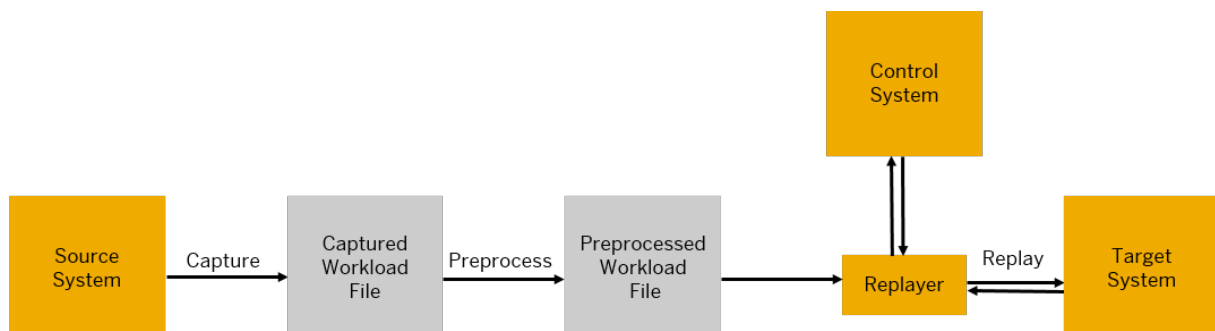 Control
System
Source
System
Capture
Captured
Workload
File
Preprocess
Preprocessed
Workload
File
Replayer
Replay
Target
System